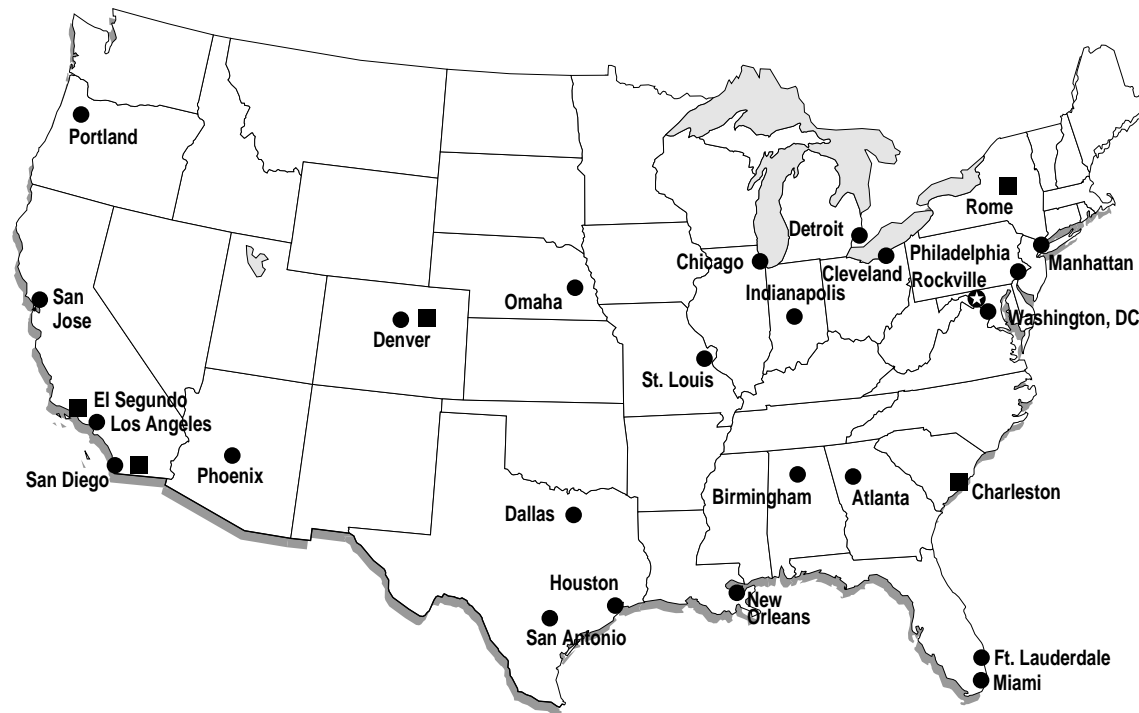 Portland
Rome
Detroit
Philadelphia
Chicago
Cleveland
Manhattan
Rockville
Indianapolis
Omaha
San
Jose
Washington, DC
Denver
St. Louis
El Segundo
Los Angeles
San Diego
Phoenix
Birmingham
Atlanta
Charleston
Dallas
Houston
New
Orleans
San Antonio
Ft. Lauderdale
Miami